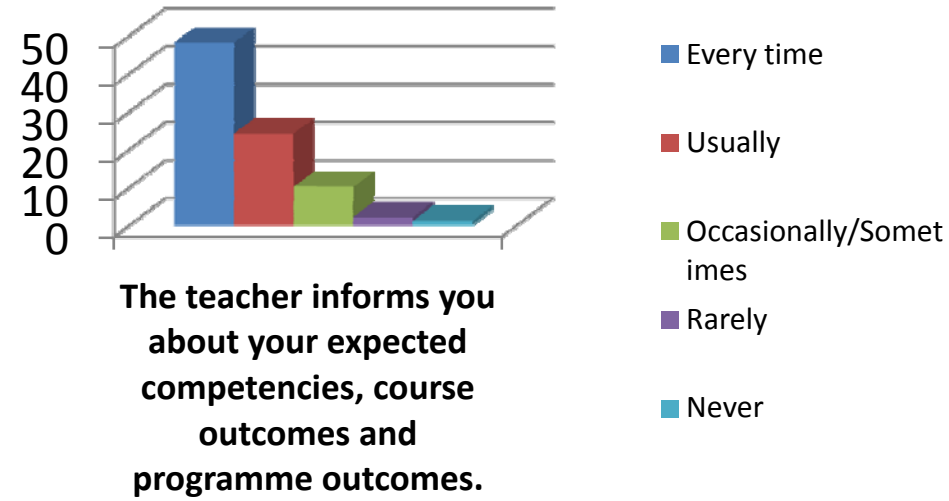 50
40
30
20
10
0
The teacher informs you
about your expected
competencies, course
outcomes and
programme outcomes.
Every time
Usually
Occasionally/Somet
imes
Rarely
Never